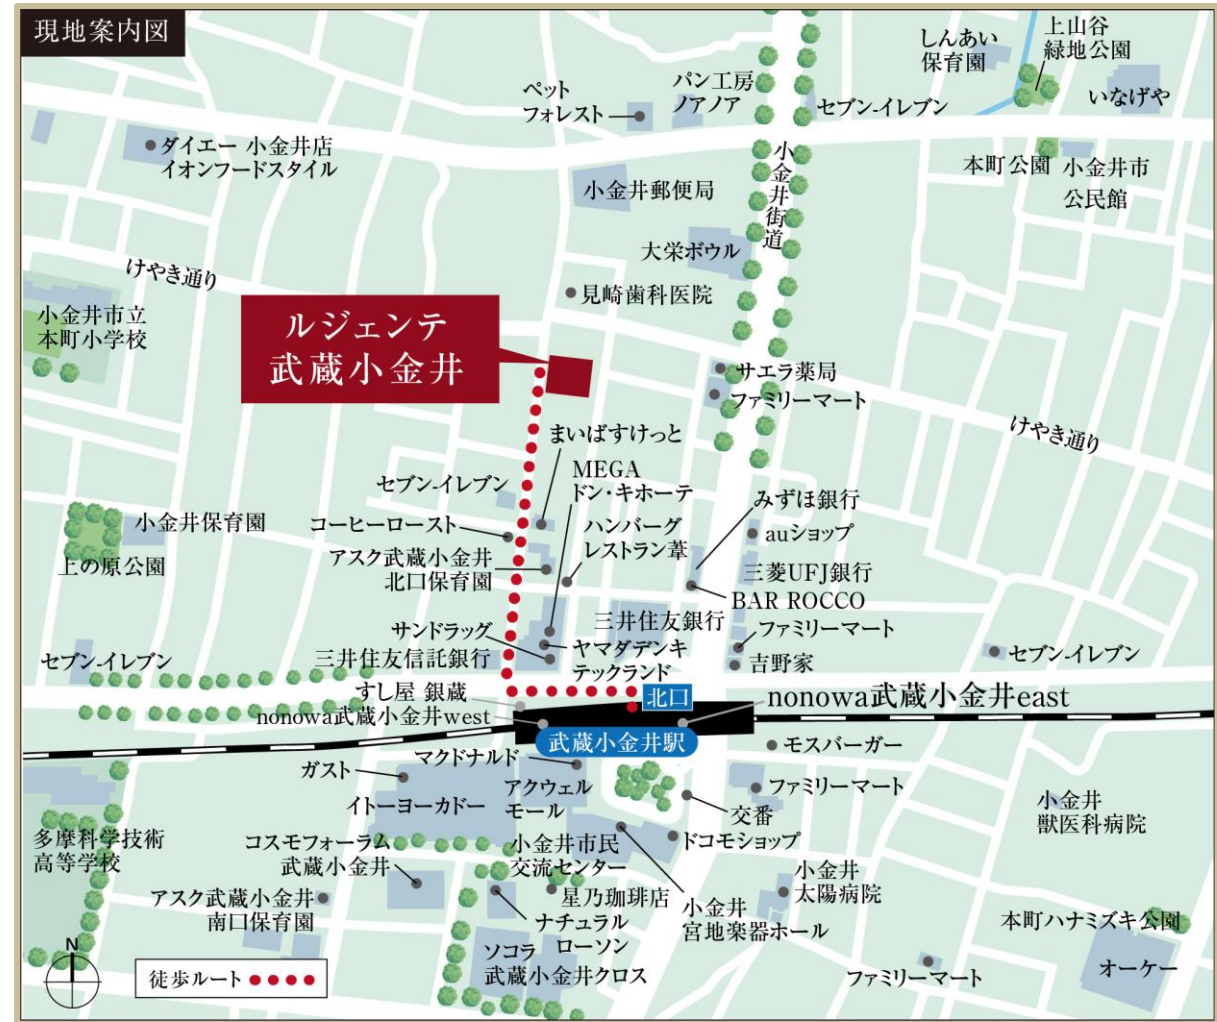 現地案内図
しんあい
保育園
上山谷
緑地公園
いなげや
ペット
フォレスト
パン工房
ノアノア
セブン-イレブン
ダイエー 小金井店
イオンフードスタイル
小金井郵便局
小金井街道
本町公園
小金井市
公民館
大栄ボウル
けやき通り
見崎歯科医院
小金井市立
本町小学校
ルジェンテ
武蔵小金井
サエラ薬局
ファミリーマート
けやき通り
まいばすけっと
MEGA
ドン・キホーテ
セブン-イレブン
みずほ銀行
小金井保育園
コーヒーロースト
ハンバーグ
レストラン葦
auショップ
上の原公園
アスク武蔵小金井
北口保育園
三菱UFJ銀行
BAR ROCCO
三井住友銀行
サンドラッグ
ファミリーマート
ヤマダデンキ
テックランド
三井住友信託銀行
セブン-イレブン
吉野家
セブン-イレブン
すし屋 銀蔵
北口
nonowa武蔵小金井east
nonowa武蔵小金井west
武蔵小金井駅
モスバーガー
マクドナルド
ガスト
アクウェル
モール
イトーヨーカドー
ファミリーマート
交番
小金井
獣医科病院
多摩科学技術
高等学校
コスモフォーラム
武蔵小金井
小金井市民
交流センター
ドコモショップ
小金井
太陽病院
アスク武蔵小金井
南口保育園
星乃珈琲店
小金井
宮地楽器ホール
ナチュラル
ローソン
本町ハナミズキ公園
ソコラ
武蔵小金井クロス
オーケー
ファミリーマート
N
徒歩ルート